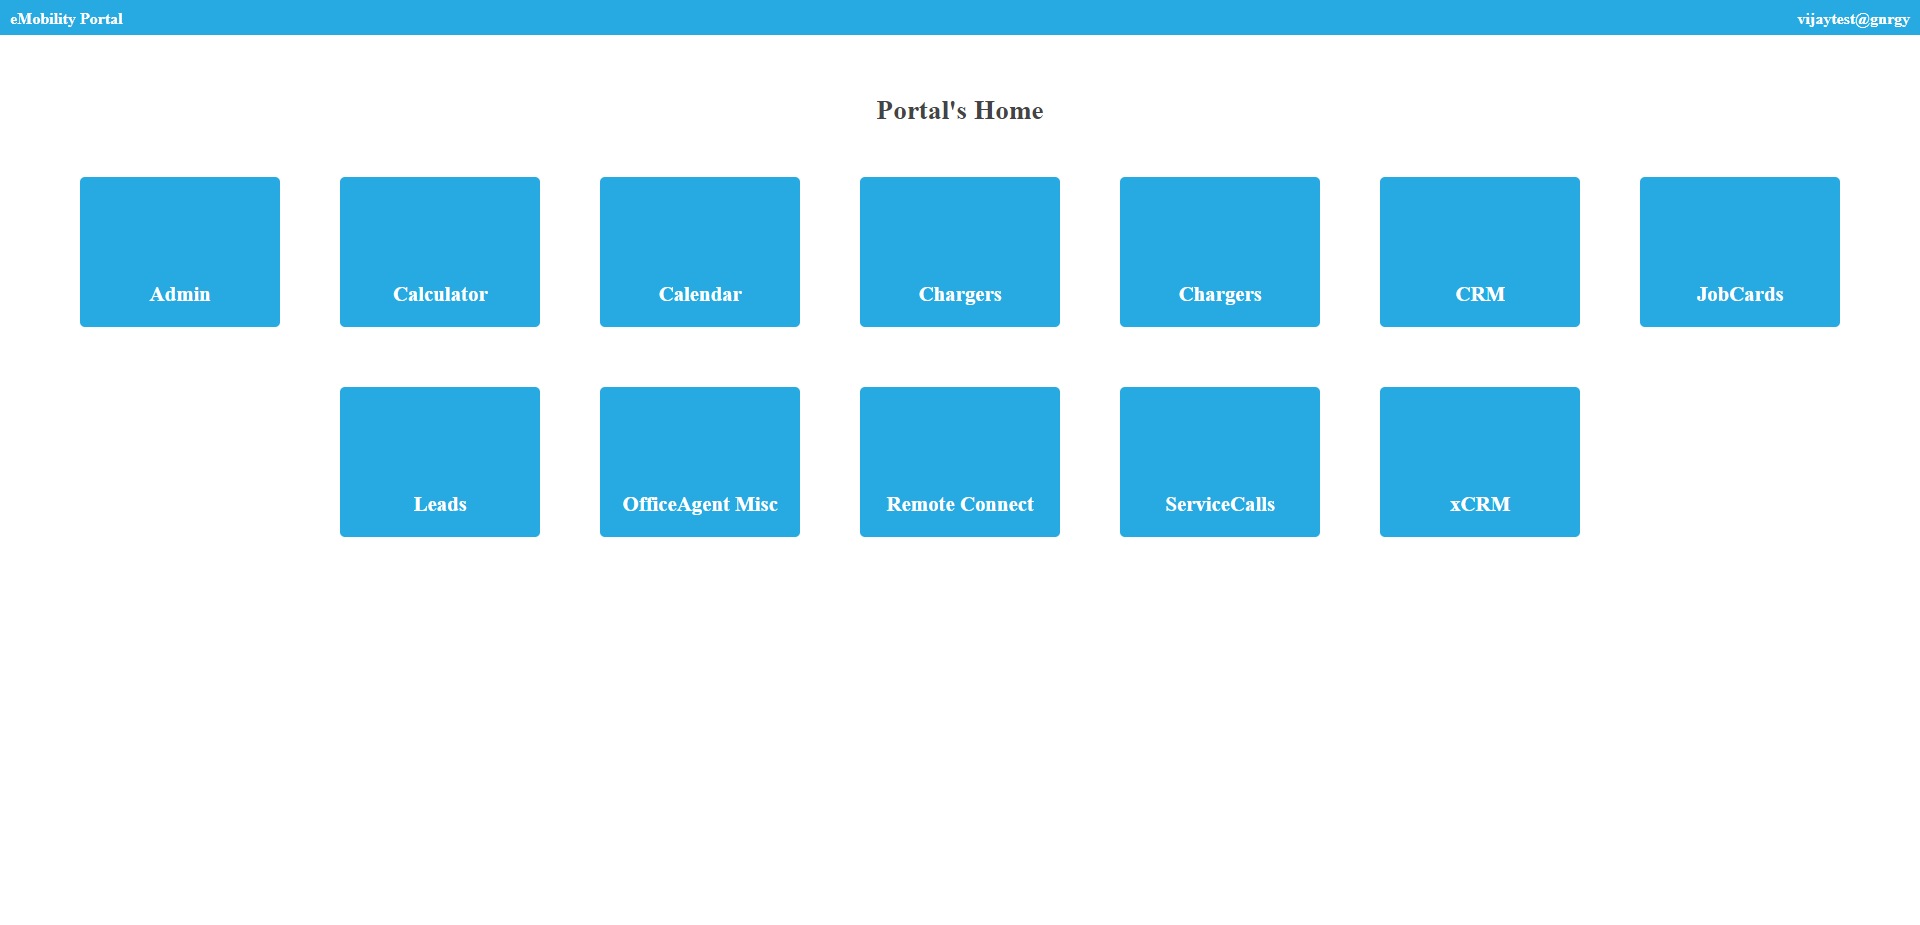 eMobility Portal
vijaytest@gnrgy
Portal's Home
Admin
Calculator
Calendar
Chargers
Chargers
CRM
JobCards
Leads
OfficeAgent Misc
Remote Connect
ServiceCalls
xCRM